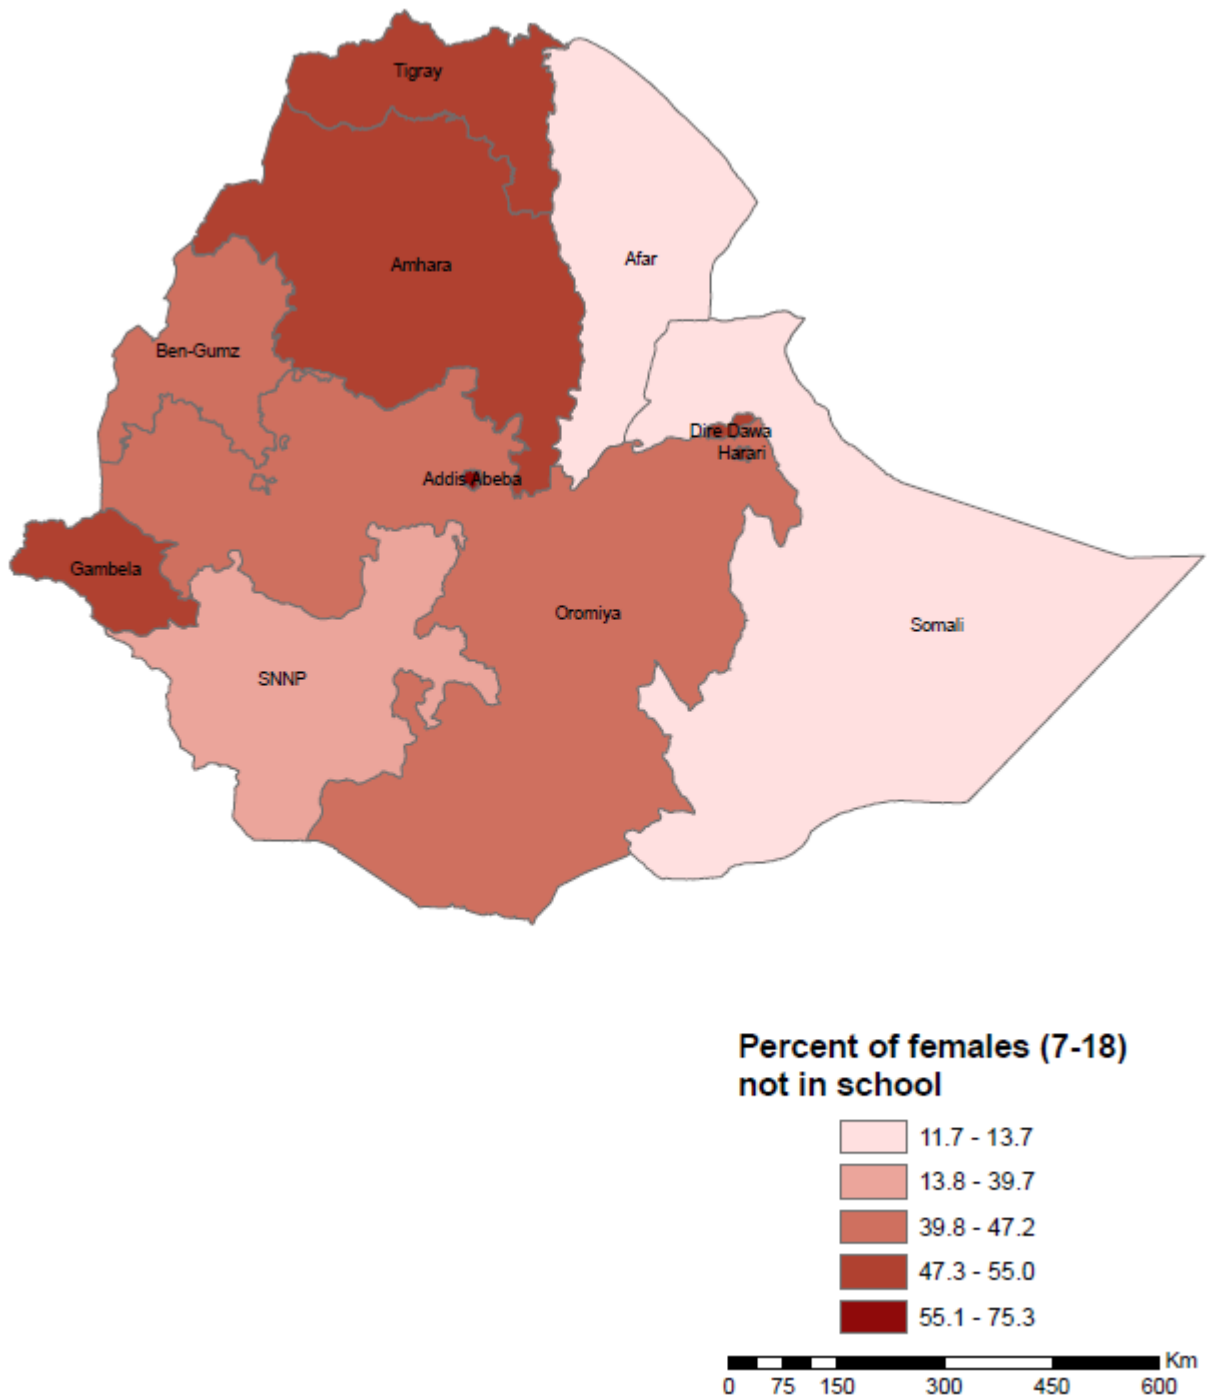 Tigray
Afar
Amhara
Ben-Gumz
Dire Dawa
Harari
Addis Abeba
Gambela
Oromiya
Somali
SNNP
Percent of females (7-18)
not in school
11.7 - 13.7
13.8 - 39.7
39.8 - 47.2
47.3 - 55.0
55.1 - 75.3
Km
0 75 150 300 450 600